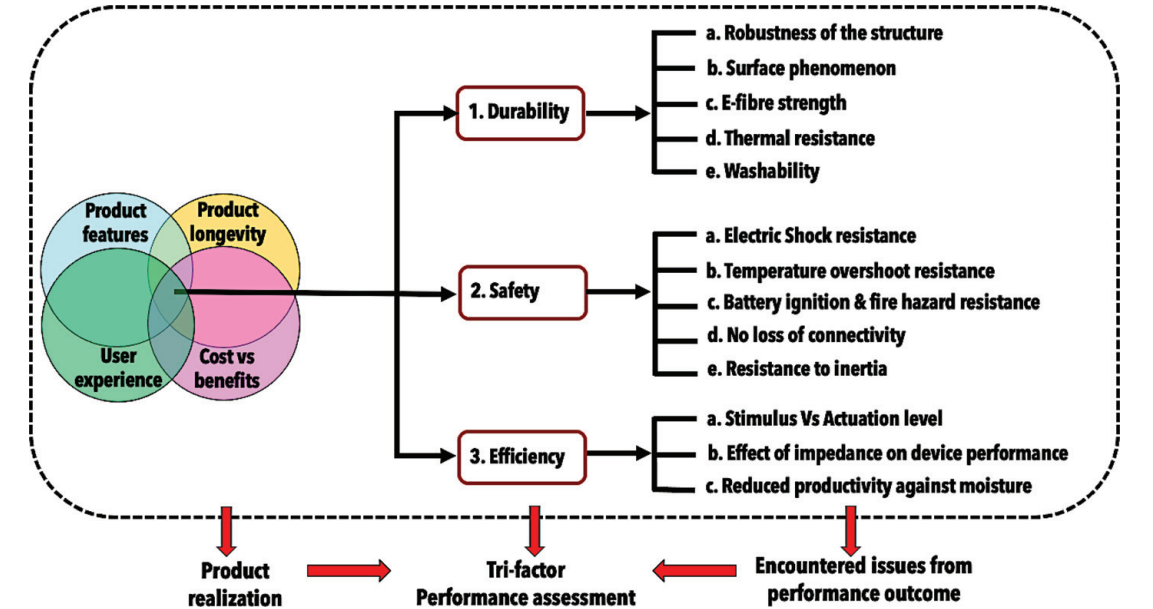 Product
features
Product
longevity
User
experience
Cost vs
benefits
1. Durability
a. Robustness of the structure
b. Surface phenomenon
c. E-fibre strength
d. Thermal resistance
e. Washability
2. Safety
a. Electric Shock resistance
b. Temperature overshoot resistance
c. Battery ignition & fire hazard resistance
d. No loss of connectivity
e. Resistance to inertia
3. Efficiency
a. Stimulus Vs Actuation level
b. Effect of impedance on device performance
c. Reduced productivity against moisture
Product
realization
Tri-factor
Performance assessment
Encountered issues from
performance outcome